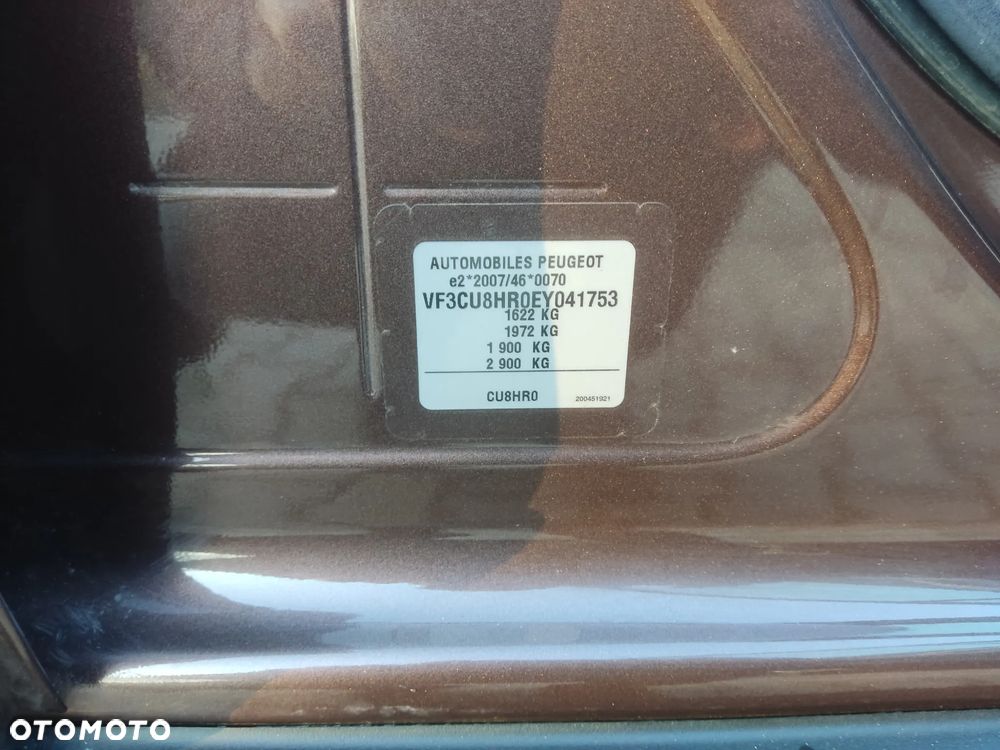 AUTOMOBILES PEUGEOT
e2*2007/46*0070
VF3CU8HR0EY041753
1622 KG
1972 KG
1 900 KG
2 900 KG
CU8HR0 200451921
OTOMOTO